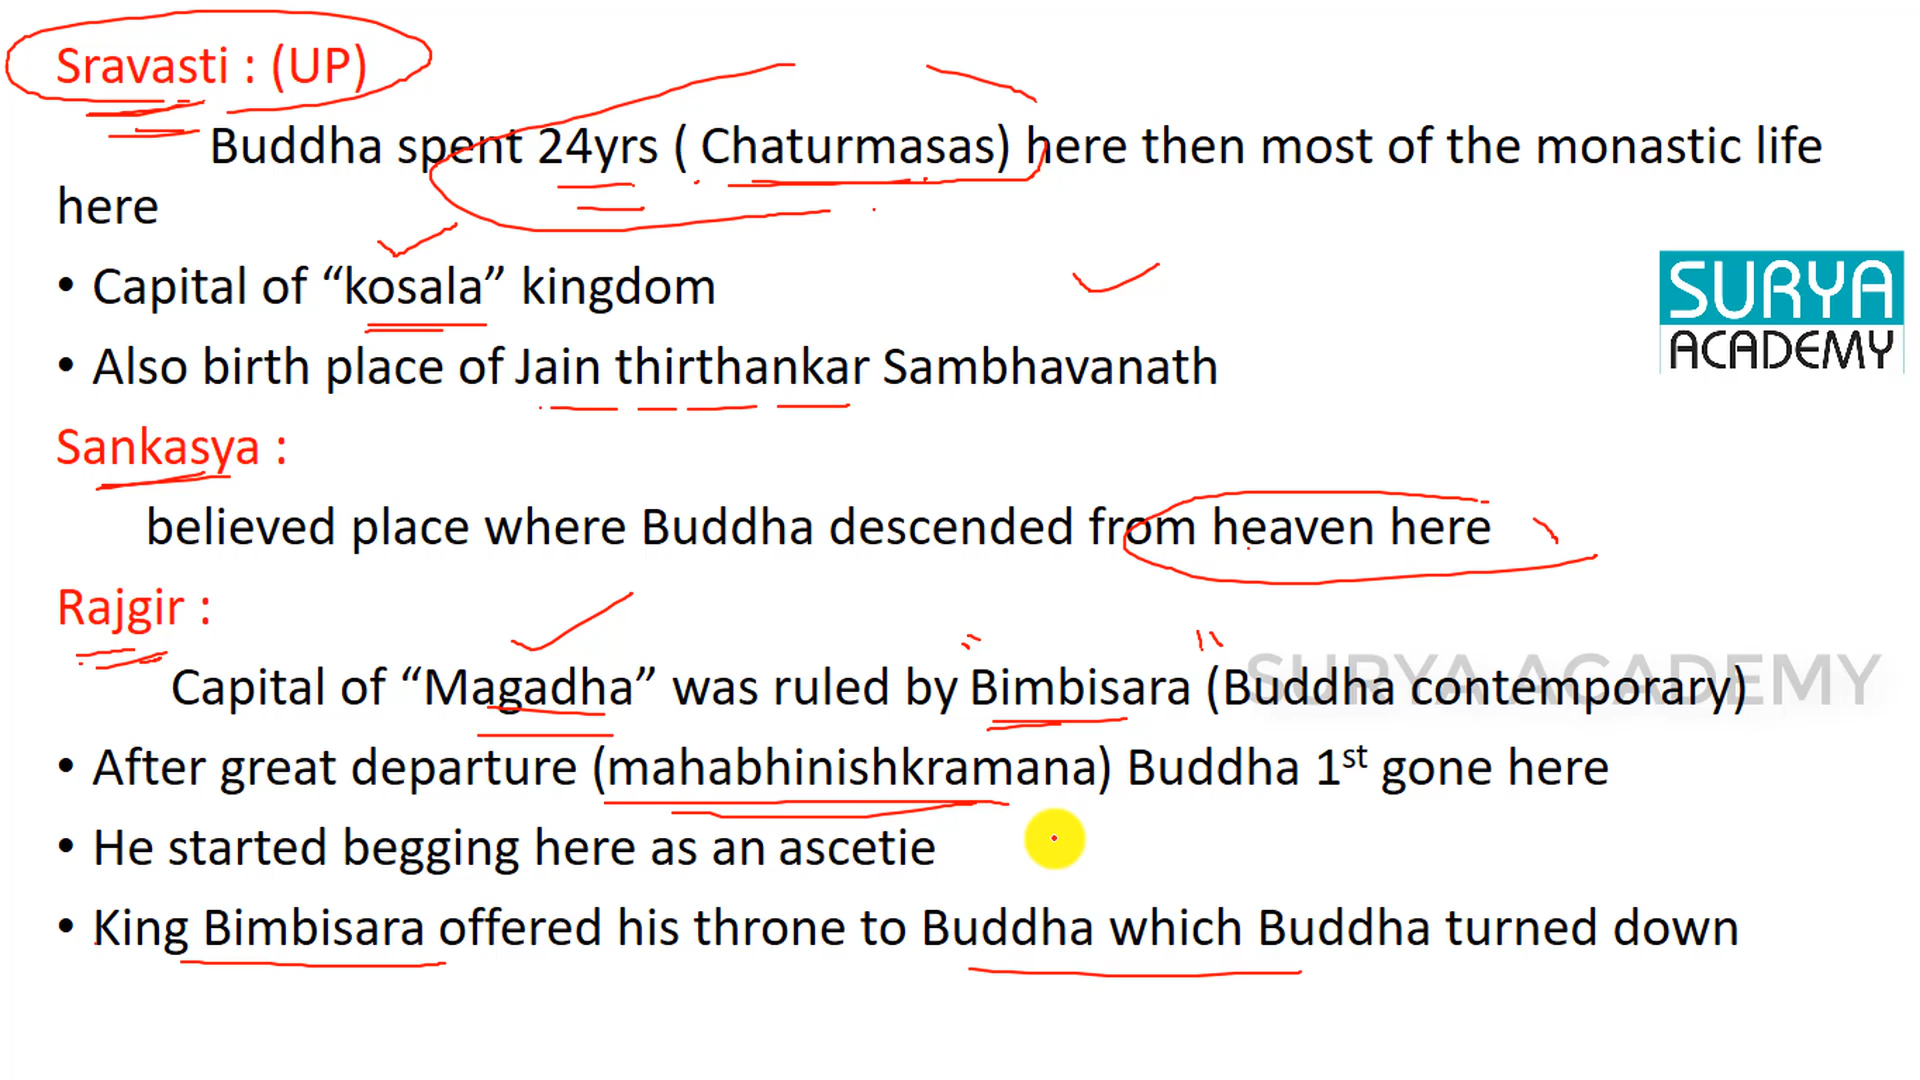 Sravasti : (UP)
Buddha spent 24yrs ( Chaturmasas) here then most of the monastic life
here
• Capital of “kosala” kingdom
• Also birth place of Jain thirthankar Sambhavanath
SURYA
ACADEMY
Sankasya :
believed place where Buddha descended from heaven here
Rajgir :
Capital of “Magadha” was ruled by Bimbisara (Buddha contemporary)
SURYA ACADEMY
• After great departure (mahabhinishkramana) Buddha 1st gone here
• He started begging here as an ascetie
• King Bimbisara offered his throne to Buddha which Buddha turned down